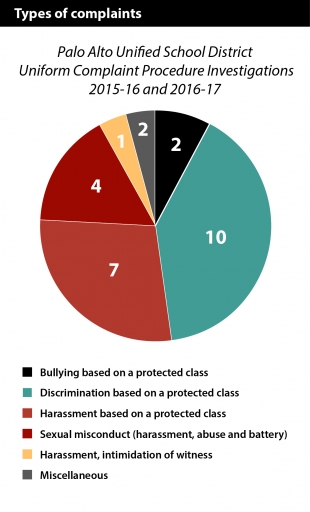 Types of complaints
Palo Alto Unified School District
Uniform Complaint Procedure Investigations
2015-16 and 2016-17
2
2
1
4
10
7
Bullying based on a protected class
Discrimination based on a protected class
Harassment based on a protected class
Sexual misconduct (harassment, abuse and battery)
Harassment, intimidation of witness
Miscellaneous